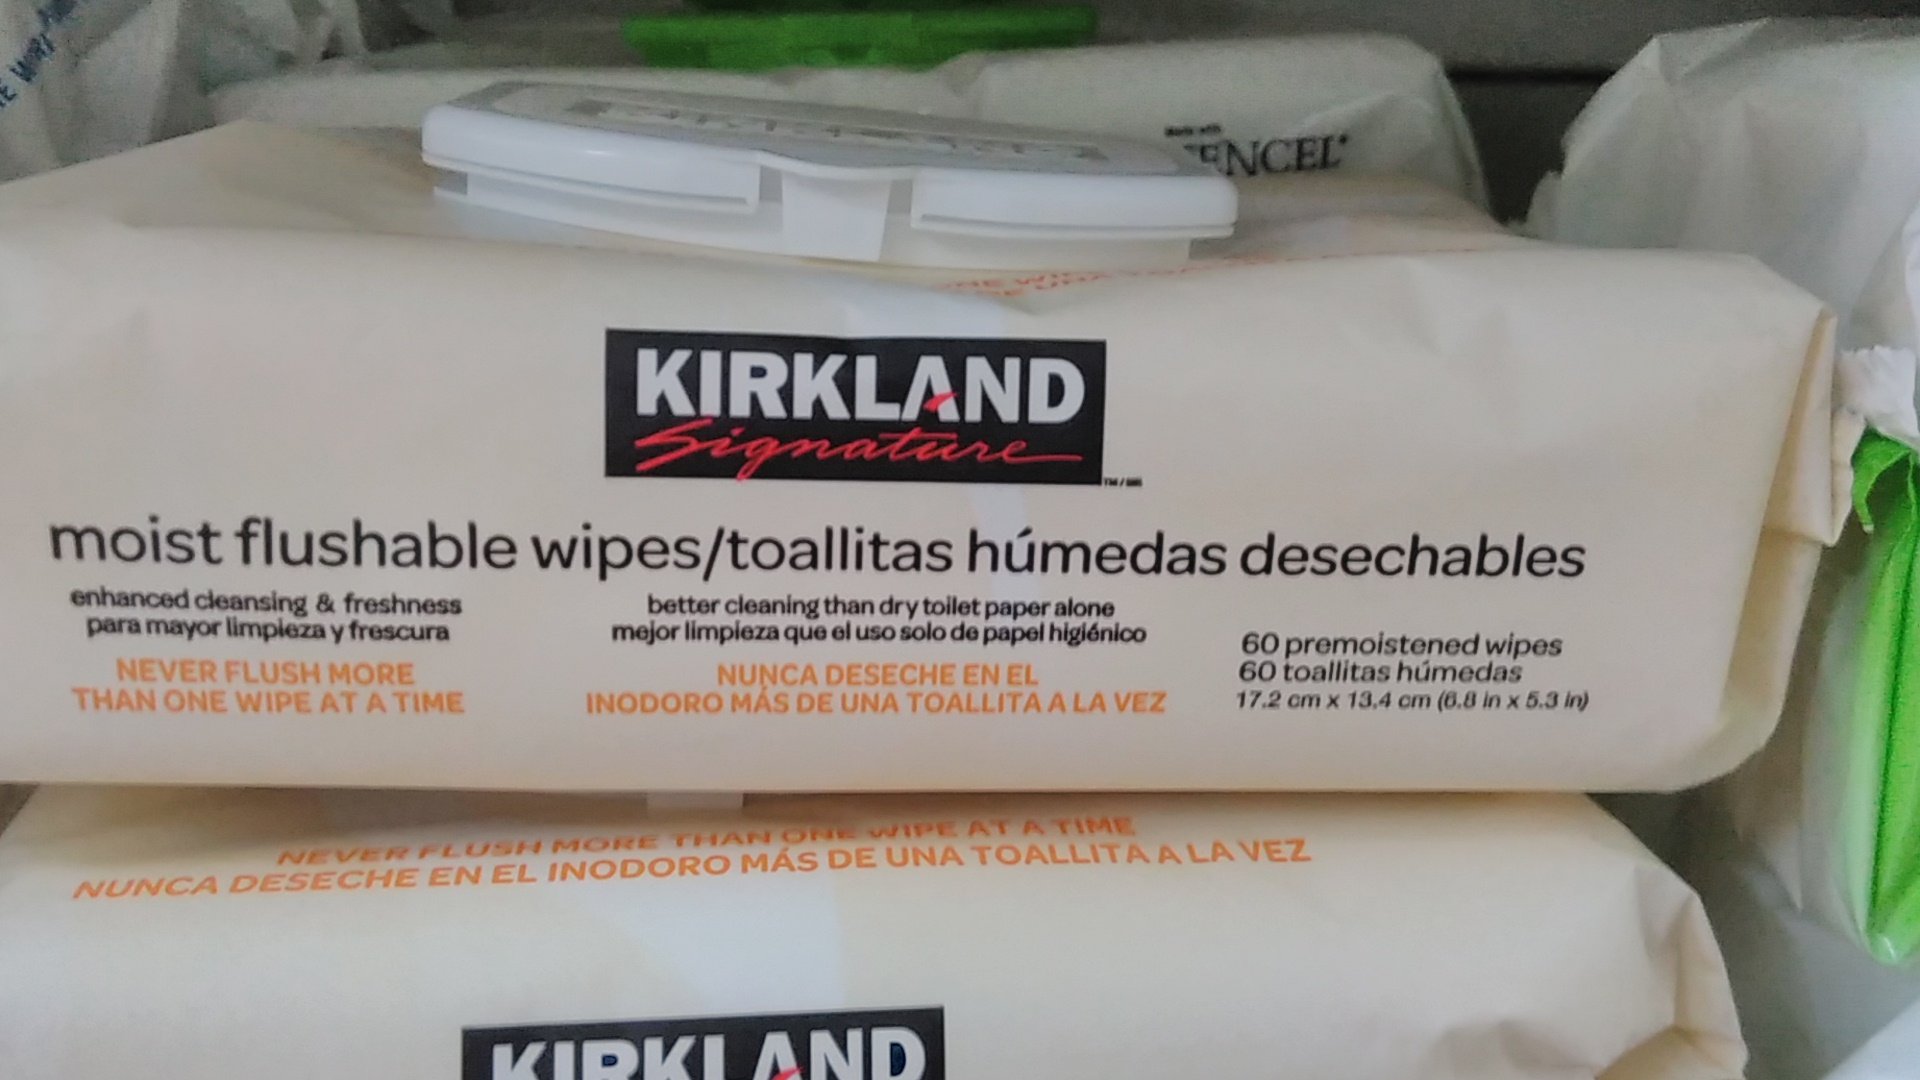 Made with
ENCEL
KIRKLAND
Signature
TM/MR
moist flushable wipes/toallitas húmedas desechables
enhanced cleansing & freshness
para mayor limpieza y frescura
NEVER FLUSH MORE
THAN ONE WIPE AT A TIME
better cleaning than dry toilet paper alone
mejor limpieza que el uso solo de papel higiénico
NUNCA DESECHE EN EL
INODORO MÁS DE UNA TOALLITA A LA VEZ
60 premoistened wipes
60 toallitas húmedas
17.2 cm x 13.4 cm (6.8 in x 5.3 in)
NEVER FLUSH MORE THAN ONE WIPE AT A TIME
NUNCA DESECHE EN EL INODORO MÁS DE UNA TOALLITA A LA VEZ
KIRKLAND